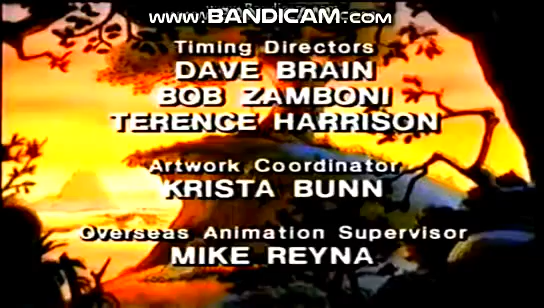 www.BANDICAM.com
Timing Directors
DAVE BRAIN
BOB ZAMBONI
TERENCE HARRISON
Artwork Coordinator
KRISTA BUNN
Overseas Animation Supervisor
MIKE REYNA